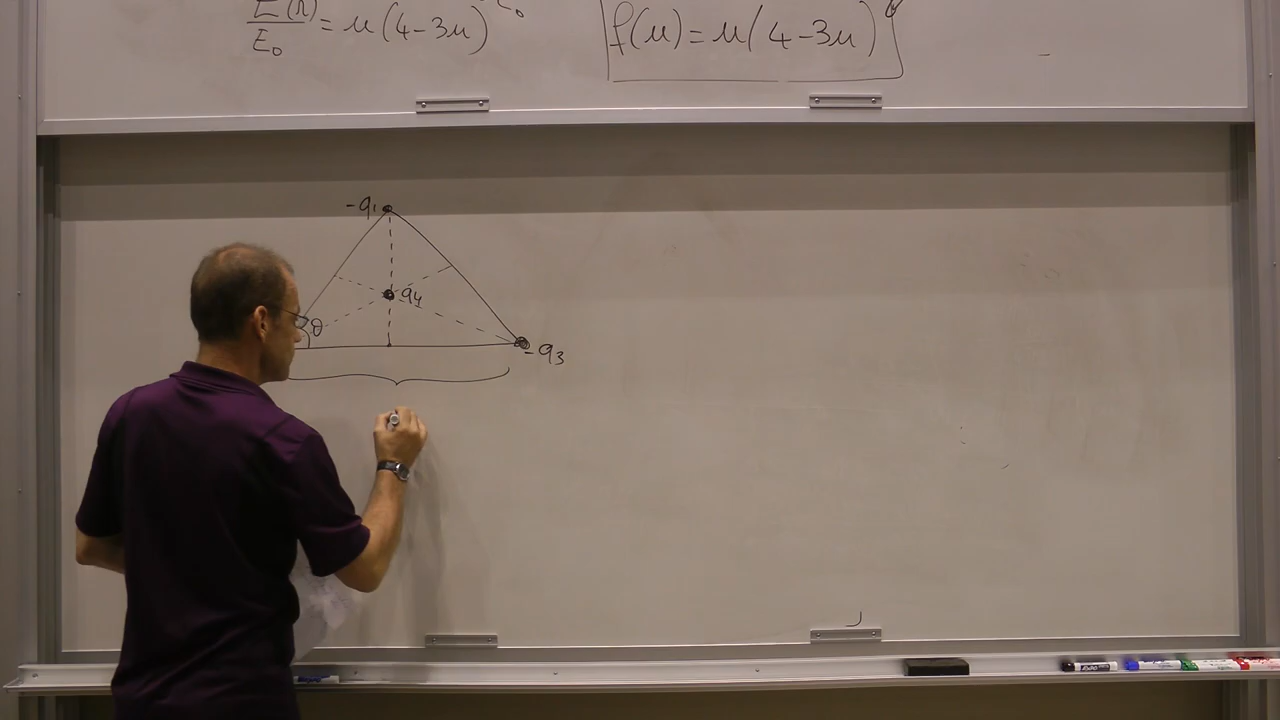 E(r)/E₀ = u(4-3u)
f(u) = u(4-3u)
-q₁
q₄
θ
-q₃